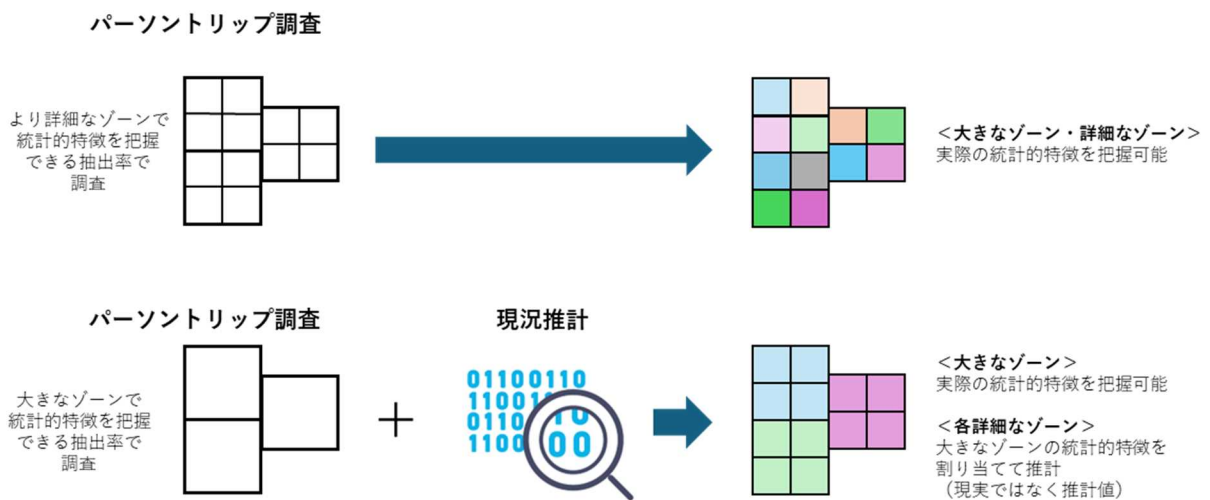 パーソントリップ調査
より詳細なゾーンで
統計的特徴を把握
できる抽出率で
調査
<大きなゾーン・詳細なゾーン>
実際の統計的特徴を把握可能
パーソントリップ調査
現況推計
大きなゾーンで
統計的特徴を把握
できる抽出率で
調査
+
01100110
11001
0110 10
1100 00
<大きなゾーン>
実際の統計的特徴を把握可能
<各詳細なゾーン>
大きなゾーンの統計的特徴を
割り当てて推計
(現実ではなく推計値)